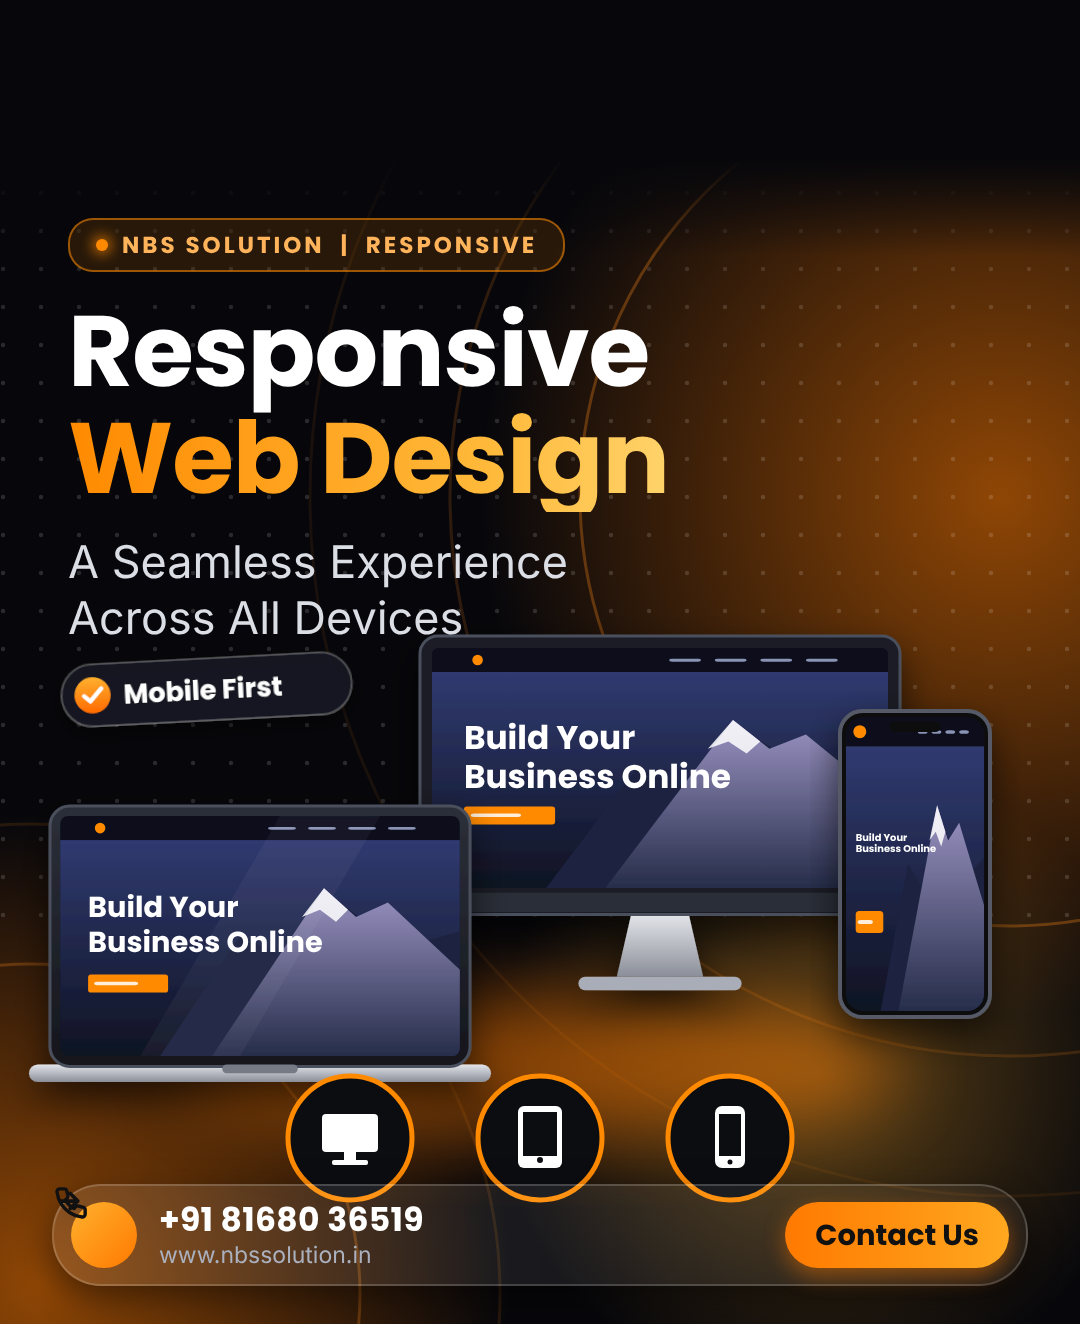 NBS SOLUTION | RESPONSIVE
Responsive
Web Design
A Seamless Experience
Across All Devices
Mobile First
Build Your
Business Online
Build Your
Business Online
Build Your
Business Online
+91 81680 36519
www.nbssolution.in
Contact Us